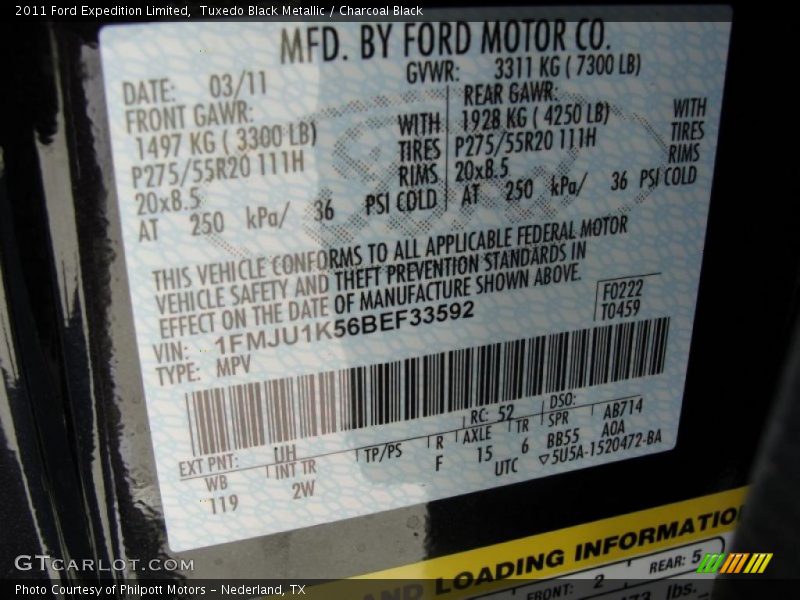 2011 Ford Expedition Limited, Tuxedo Black Metallic / Charcoal Black
MFD. BY FORD MOTOR CO.
DATE: 03/11
GVWR: 3311 KG ( 7300 LB)
FRONT GAWR:
1497 KG ( 3300 LB) WITH
P275/55R20 111H TIRES
20x8.5 RIMS
AT 250 kPa/ 36 PSI COLD
REAR GAWR:
1928 KG ( 4250 LB) WITH
P275/55R20 111H TIRES
20x8.5 RIMS
AT 250 kPa/ 36 PSI COLD
THIS VEHICLE CONFORMS TO ALL APPLICABLE FEDERAL MOTOR
VEHICLE SAFETY AND THEFT PREVENTION STANDARDS IN
EFFECT ON THE DATE OF MANUFACTURE SHOWN ABOVE.
F0222
T0459
VIN: 1FMJU1K56BEF33592
TYPE: MPV
EXT PNT: UH RC: 52 DSO:
WB INT TR TP/PS R AXLE TR SPR AB714
119 2W F 15 6 BB55 A0A
UTC ▽5U5A-1520472-BA
AND LOADING INFORMATION
FRONT: 2 REAR: 5
lbs.
GTcarlot.com
Photo Courtesy of Philpott Motors - Nederland, TX